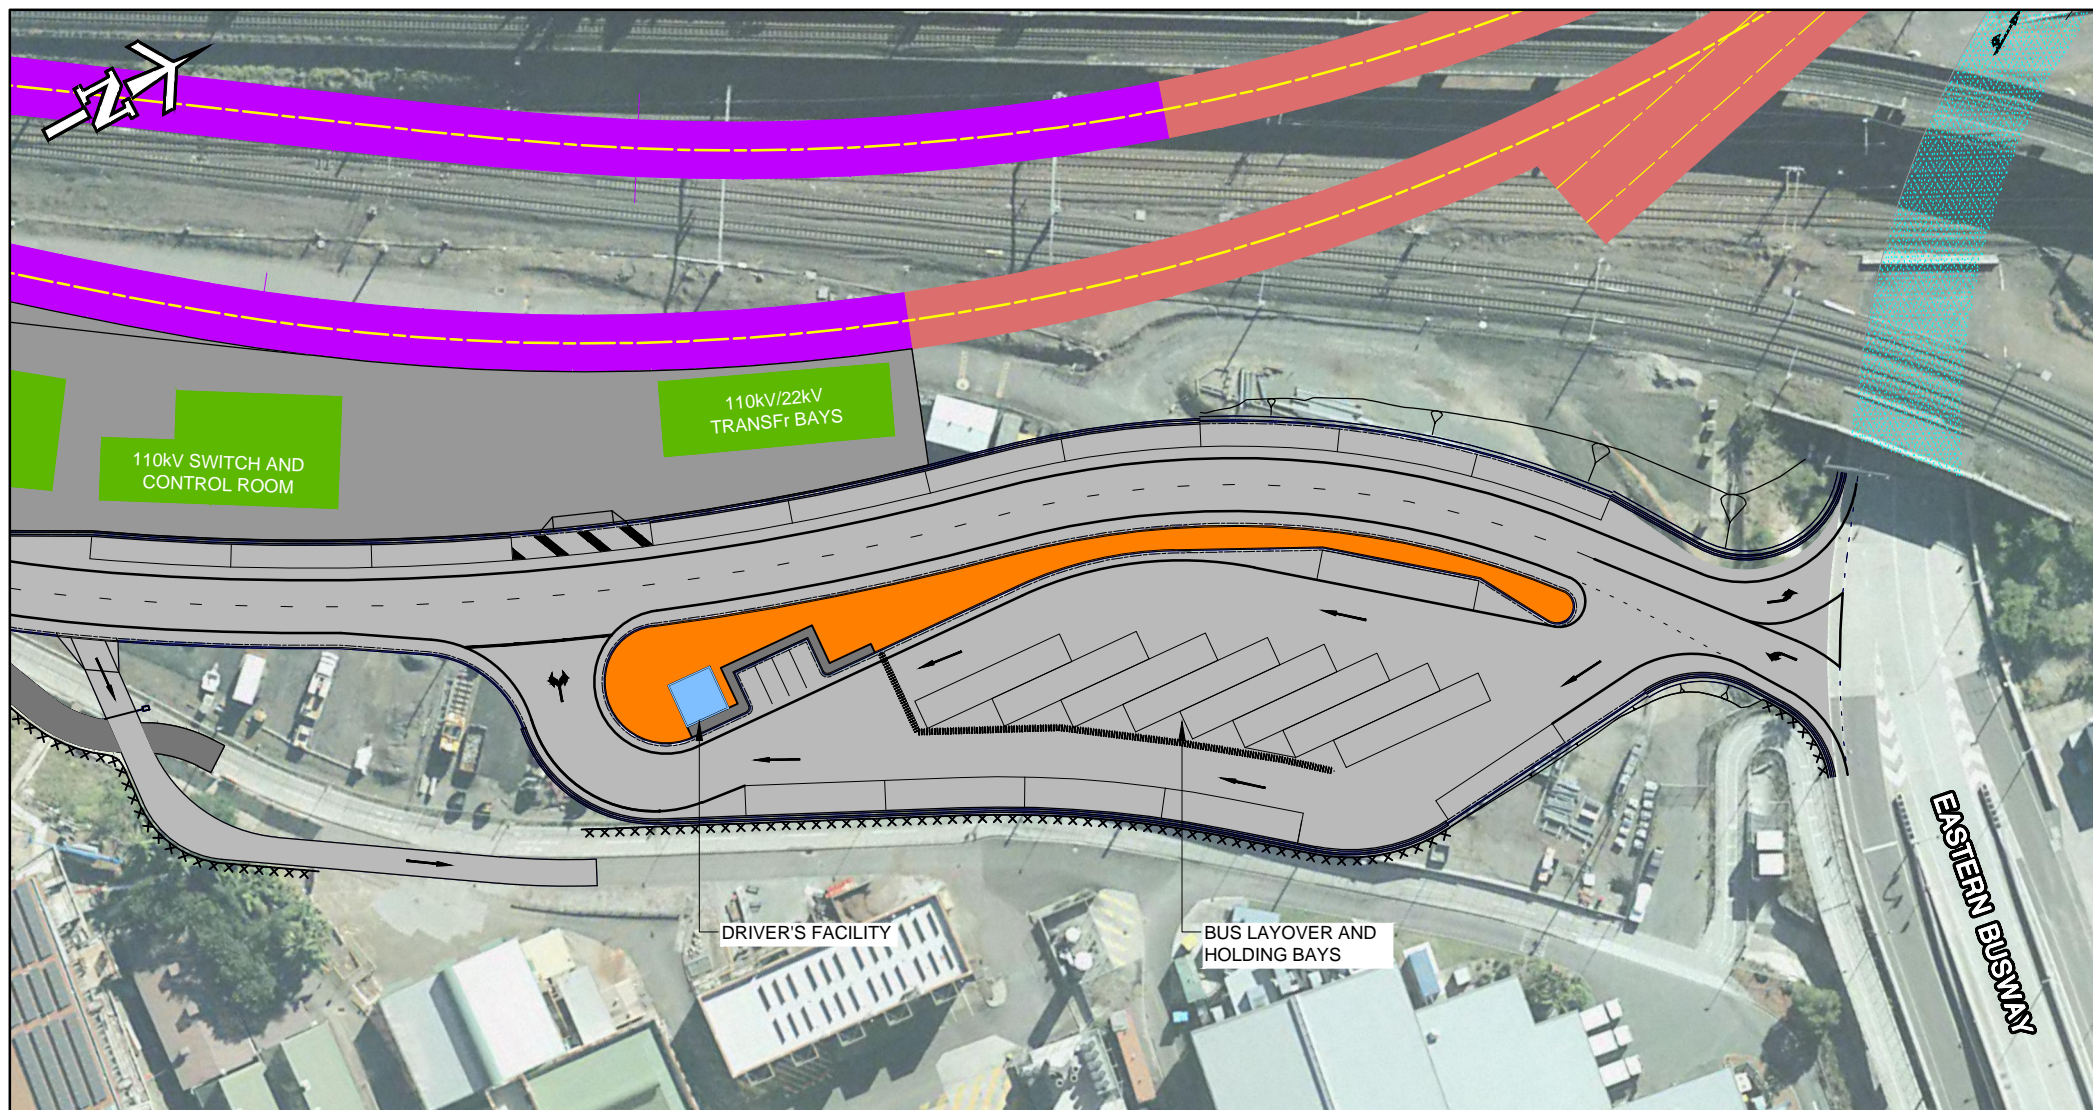 N
110kV/22kV
TRANSFr BAYS
110kV SWITCH AND
CONTROL ROOM
DRIVER'S FACILITY
BUS LAYOVER AND
HOLDING BAYS
EASTERN BUSWAY